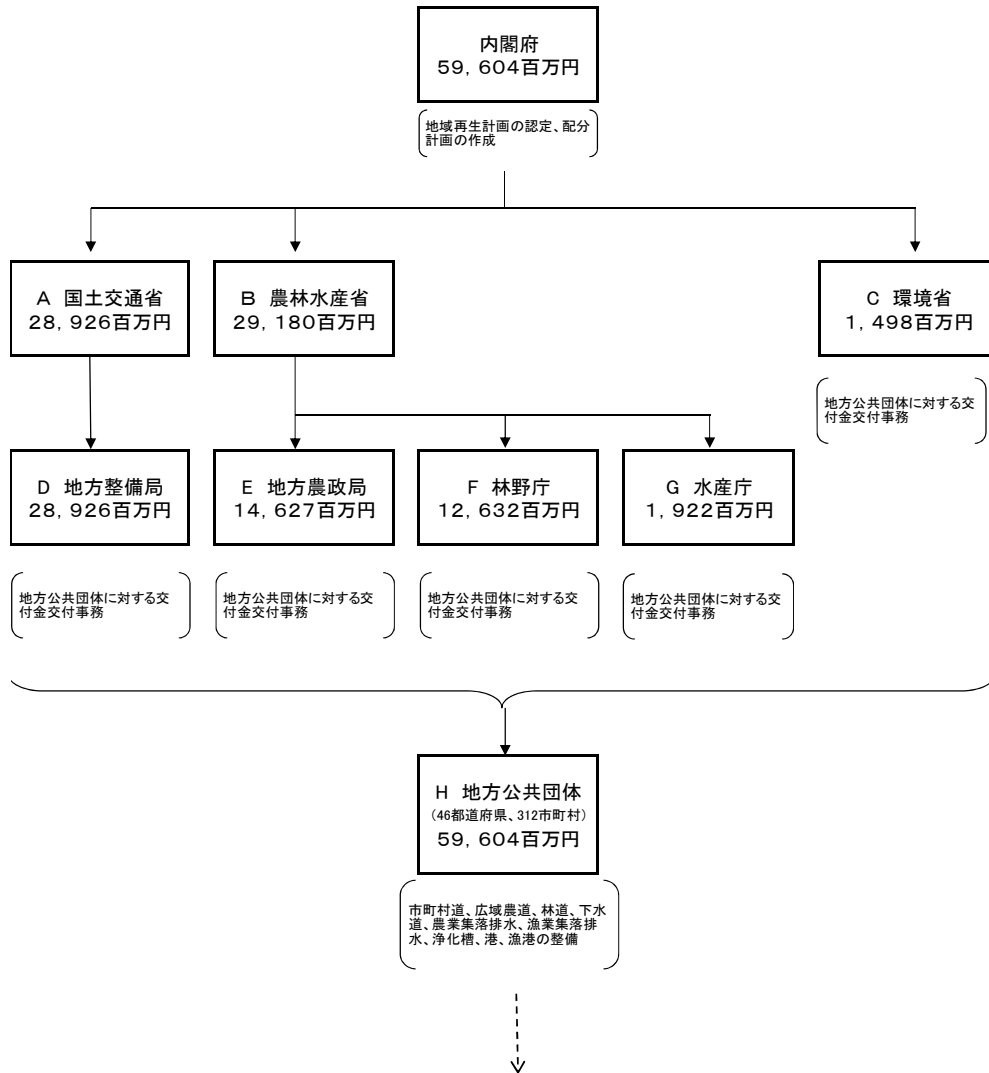 内閣府
59,604百万円
地域再生計画の認定、配分
計画の作成
A 国土交通省
28,926百万円
B 農林水産省
29,180百万円
C 環境省
1,498百万円
地方公共団体に対する交
付金交付事務
D 地方整備局
28,926百万円
E 地方農政局
14,627百万円
F 林野庁
12,632百万円
G 水産庁
1,922百万円
地方公共団体に対する交
付金交付事務
地方公共団体に対する交
付金交付事務
地方公共団体に対する交
付金交付事務
地方公共団体に対する交
付金交付事務
H 地方公共団体
(46都道府県、312市町村)
59,604百万円
市町村道、広域農道、林道、下水
道、農業集落排水、漁業集落排
水、浄化槽、港、漁港の整備